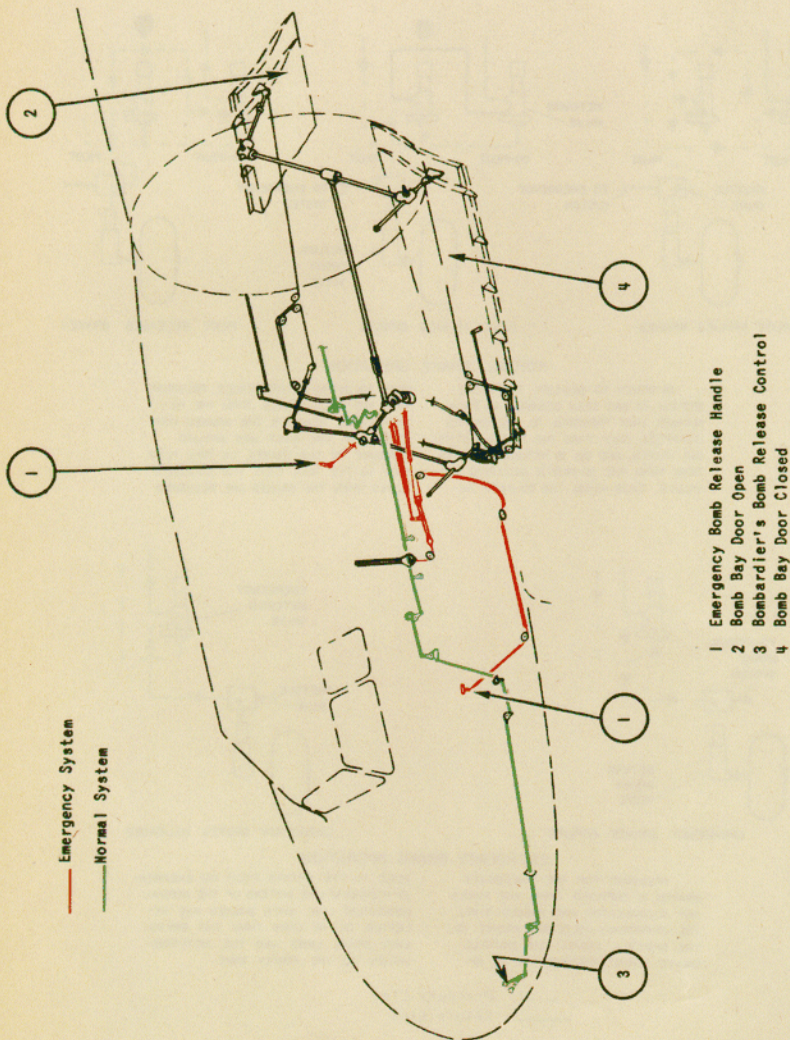 Emergency System
Normal System
1
2
1
3
4
1 Emergency Bomb Release Handle
2 Bomb Bay Door Open
3 Bombardier's Bomb Release Control
4 Bomb Bay Door Closed